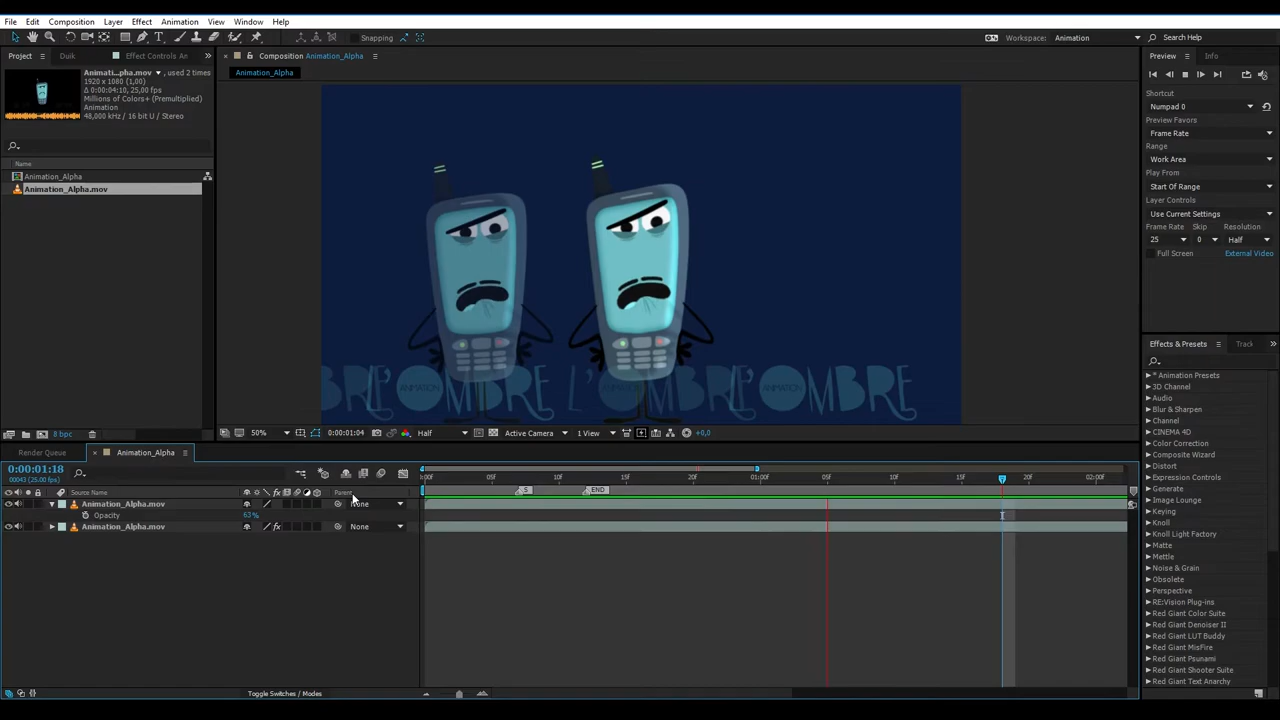 File Edit Composition Layer Effect Animation View Window Help
Snapping
Workspace: Animation
Search Help
Project
Duik
Effect Controls An
Composition Animation_Alpha
Preview
Info
Animati...pha.mov, used 2 times
1920 x 1080 (1,00)
Δ 0:00:04:10, 25,00 fps
Millions of Colors+ (Premultiplied)
Animation
48,000 kHz / 16 bit U / Stereo
Animation_Alpha
Name
Animation_Alpha
Animation_Alpha.mov
BRE L'OMBRE L'OMBRE
ANIMATION
ANIMATION
Shortcut
Numpad 0
Preview Favors
Frame Rate
Range
Work Area
Play From
Start Of Range
Layer Controls
Use Current Settings
Frame Rate Skip Resolution
25 0 Half
Full Screen External Video
Effects & Presets
Track
* Animation Presets
3D Channel
Audio
Blur & Sharpen
CINEMA 4D
Color Correction
Composite Wizard
Distort
Expression Controls
Generate
Image Lounge
Keying
Knoll
Knoll Light Factory
Matte
Mettle
Noise & Grain
Obsolete
Perspective
RE:Vision Plug-ins
Red Giant Color Suite
Red Giant Denoiser II
Red Giant LUT Buddy
Red Giant MisFire
Red Giant Psunami
Red Giant Shooter Suite
Red Giant Text Anarchy
8 bpc
50%
0:00:01:04
Half
Active Camera
1 View
+0,0
Render Queue
Animation_Alpha
0:00:01:18
00043 (25.00 fps)
Source Name
Parent
:00F 05F 10F 15F 20F 01:00F 05F 10F 15F 20F 02:00F
S
END
Animation_Alpha.mov
None
Opacity
63 %
Animation_Alpha.mov
None
Toggle Switches / Modes